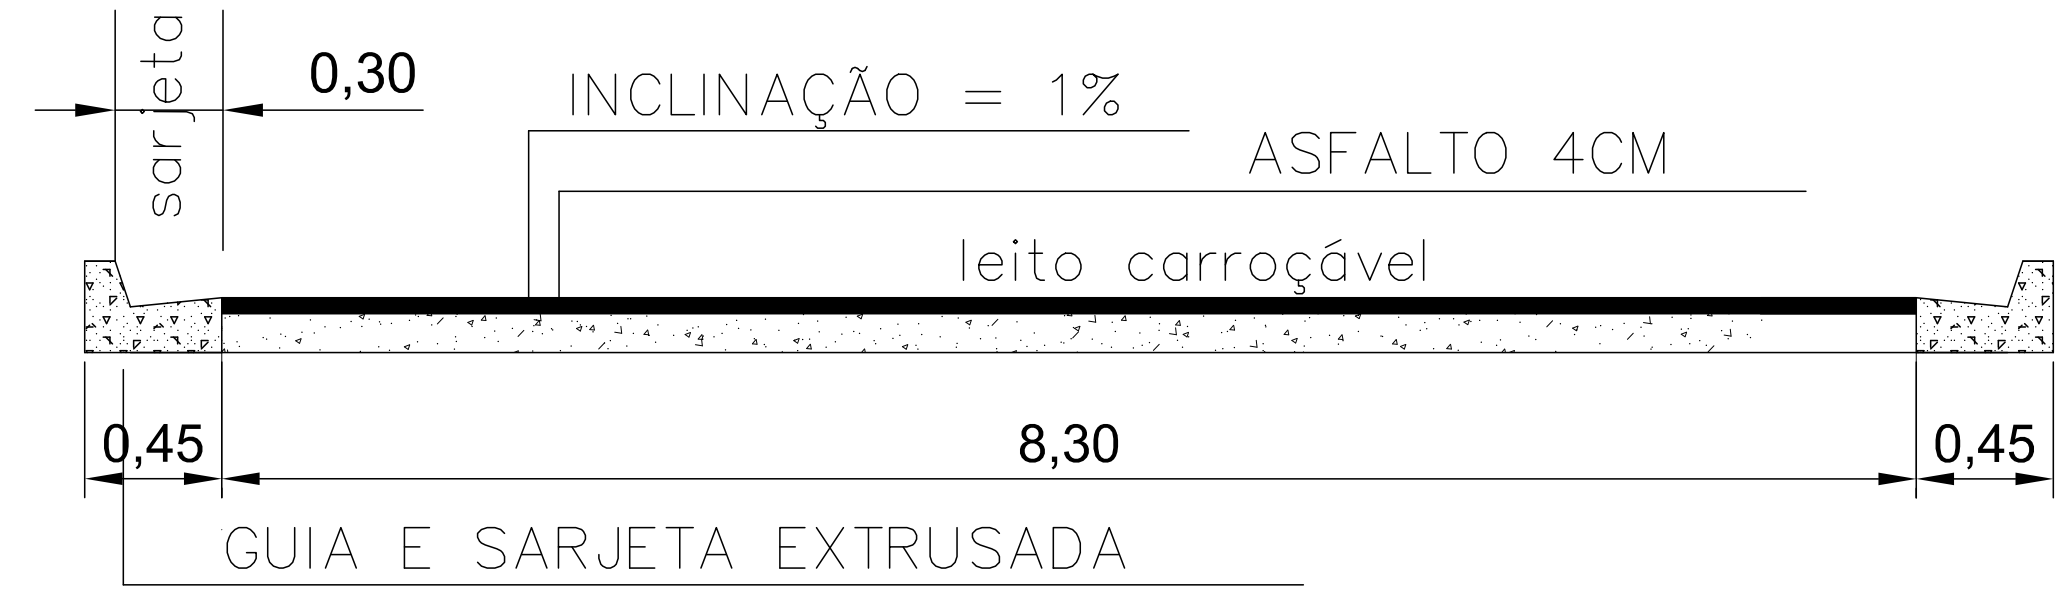 sarjeta
0,30
INCLINAÇÃO = 1%
ASFALTO 4CM
leito carroçável
0,45
8,30
0,45
GUIA E SARJETA EXTRUSADA